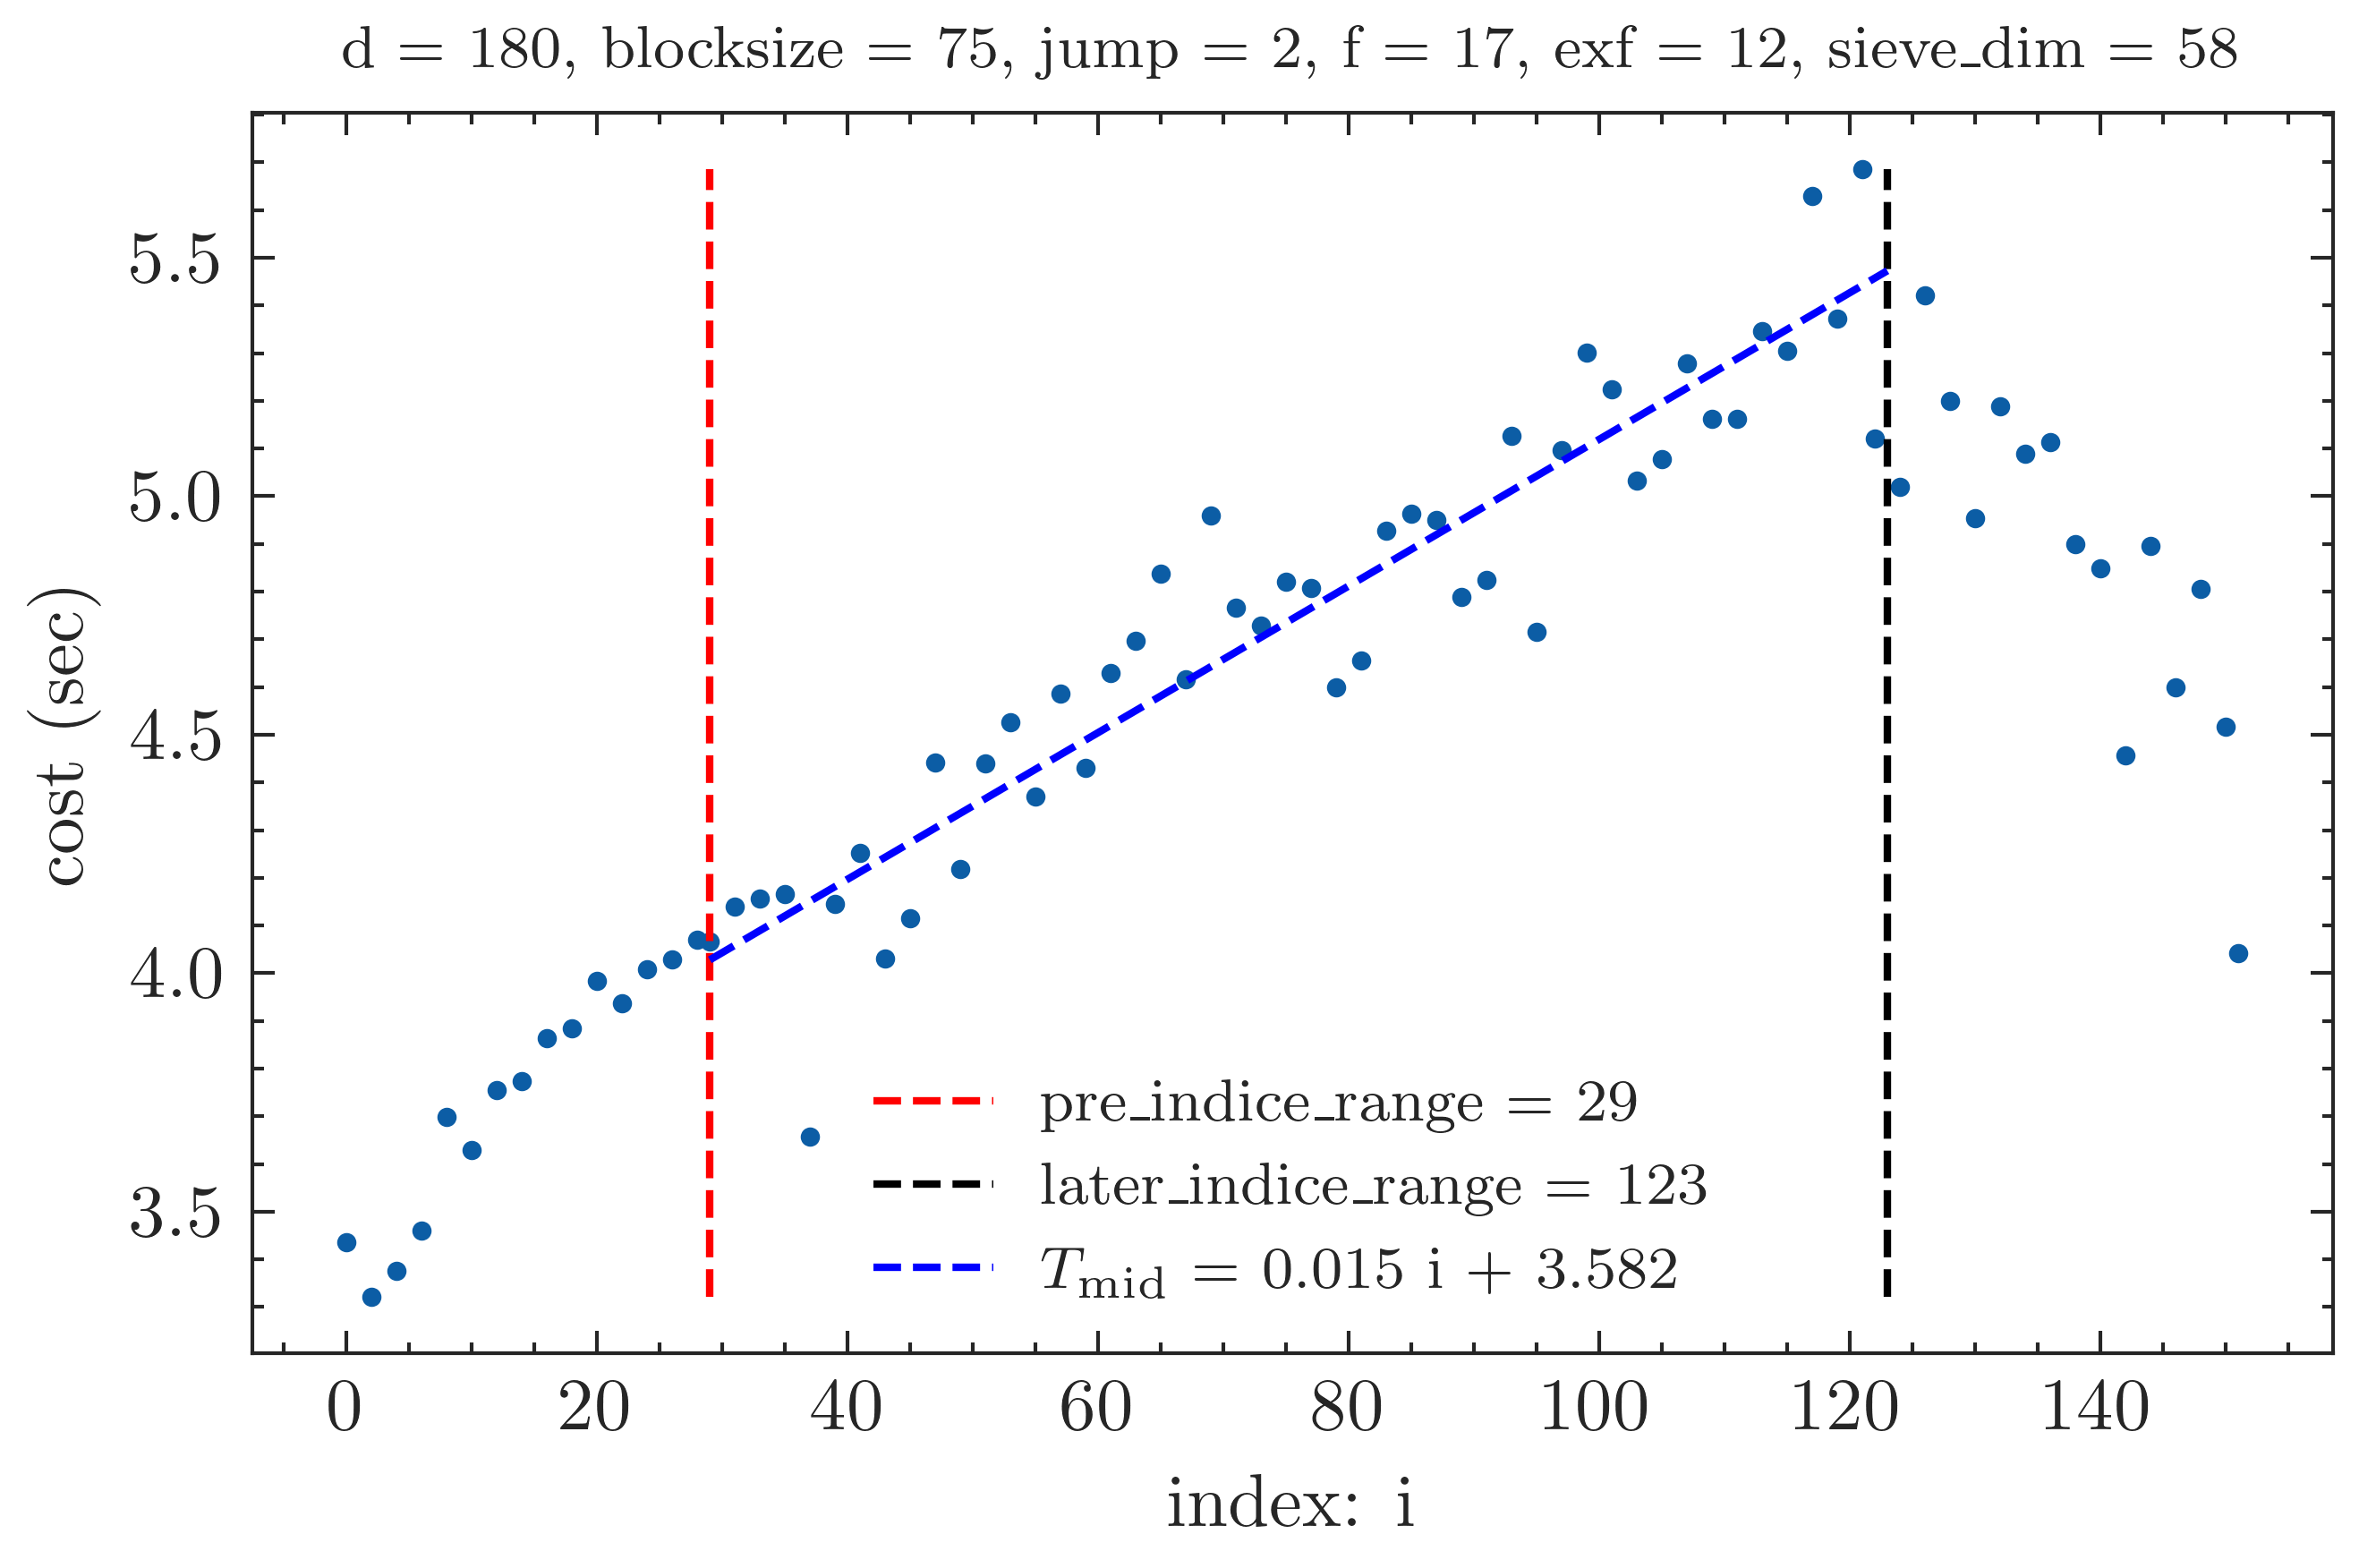 d = 180, blocksize = 75, jump = 2, f = 17, exf = 12, sieve_dim = 58
cost (sec)
5.5
5.0
4.5
4.0
3.5
pre_indice_range = 29
later_indice_range = 123
T_mid = 0.015 i + 3.582
0 20 40 60 80 100 120 140
index: i